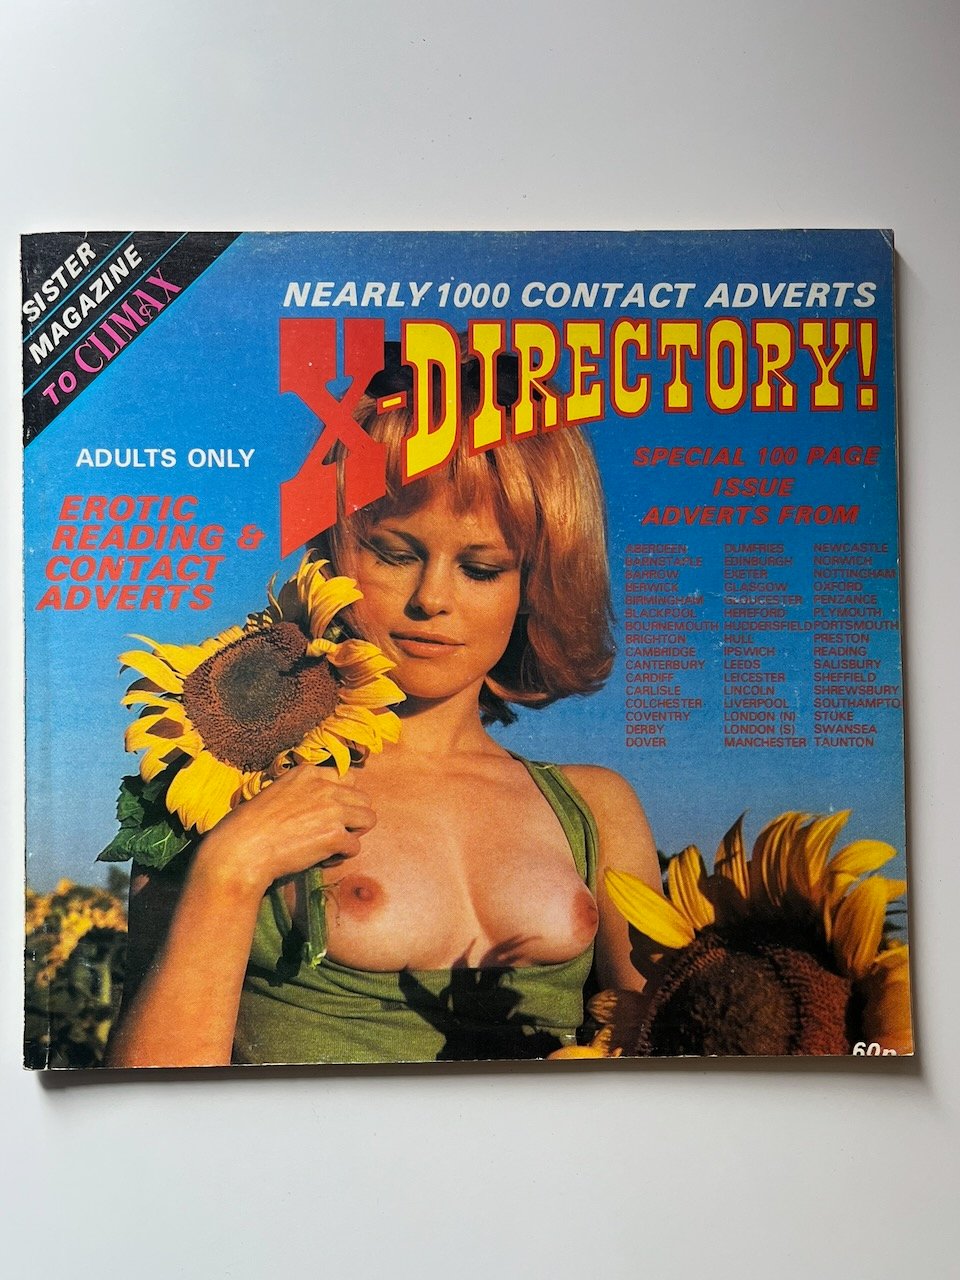 SISTER
MAGAZINE
TO CLIMAX
NEARLY 1000 CONTACT ADVERTS
X-DIRECTORY!
ADULTS ONLY
EROTIC
READING &
CONTACT
ADVERTS
SPECIAL 100 PAGE
ISSUE
ADVERTS FROM
ABERDEEN DUMFRIES NEWCASTLE
BARNSTAPLE EDINBURGH NORWICH
BARROW EXETER NOTTINGHAM
BERWICK GLASGOW OXFORD
BIRMINGHAM GLOUCESTER PENZANCE
BLACKPOOL HEREFORD PLYMOUTH
BOURNEMOUTH HUDDERSFIELD PORTSMOUTH
BRIGHTON HULL PRESTON
CAMBRIDGE IPSWICH READING
CANTERBURY LEEDS SALISBURY
CARDIFF LEICESTER SHEFFIELD
CARLISLE LINCOLN SHREWSBURY
COLCHESTER LIVERPOOL SOUTHAMPTO
COVENTRY LONDON (N) STOKE
DERBY LONDON (S) SWANSEA
DOVER MANCHESTER TAUNTON
60p